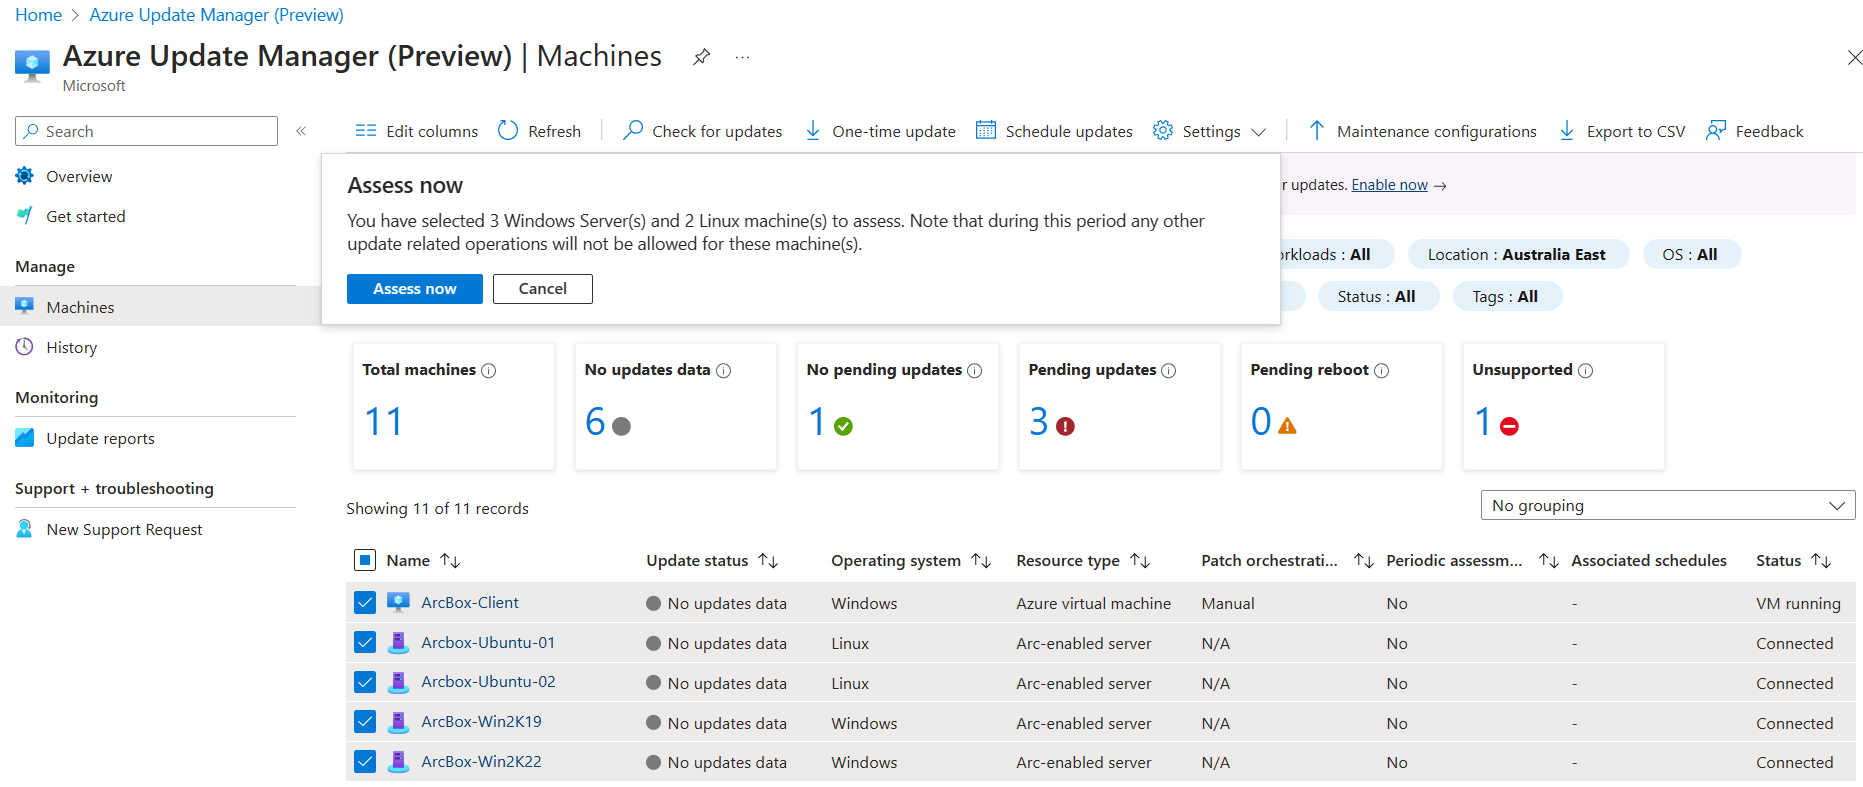 Home > Azure Update Manager (Preview)
Azure Update Manager (Preview) | Machines ...
Microsoft
Search «
Overview
Get started
Manage
Machines
History
Monitoring
Update reports
Support + troubleshooting
New Support Request
Edit columns Refresh Check for updates One-time update Schedule updates Settings Maintenance configurations Export to CSV Feedback
Assess now
You have selected 3 Windows Server(s) and 2 Linux machine(s) to assess. Note that during this period any other
update related operations will not be allowed for these machine(s).
Assess now Cancel
r updates. Enable now →
orkloads : All Location : Australia East OS : All
Status : All Tags : All
Total machines No updates data No pending updates Pending updates Pending reboot Unsupported
11 6 1 3 0 1
Showing 11 of 11 records
No grouping
Name ↑↓ Update status ↑↓ Operating system ↑↓ Resource type ↑↓ Patch orchestrati... ↑↓ Periodic assessm... ↑↓ Associated schedules Status ↑↓
ArcBox-Client No updates data Windows Azure virtual machine Manual No - VM running
Arcbox-Ubuntu-01 No updates data Linux Arc-enabled server N/A No - Connected
Arcbox-Ubuntu-02 No updates data Linux Arc-enabled server N/A No - Connected
ArcBox-Win2K19 No updates data Windows Arc-enabled server N/A No - Connected
ArcBox-Win2K22 No updates data Windows Arc-enabled server N/A No - Connected